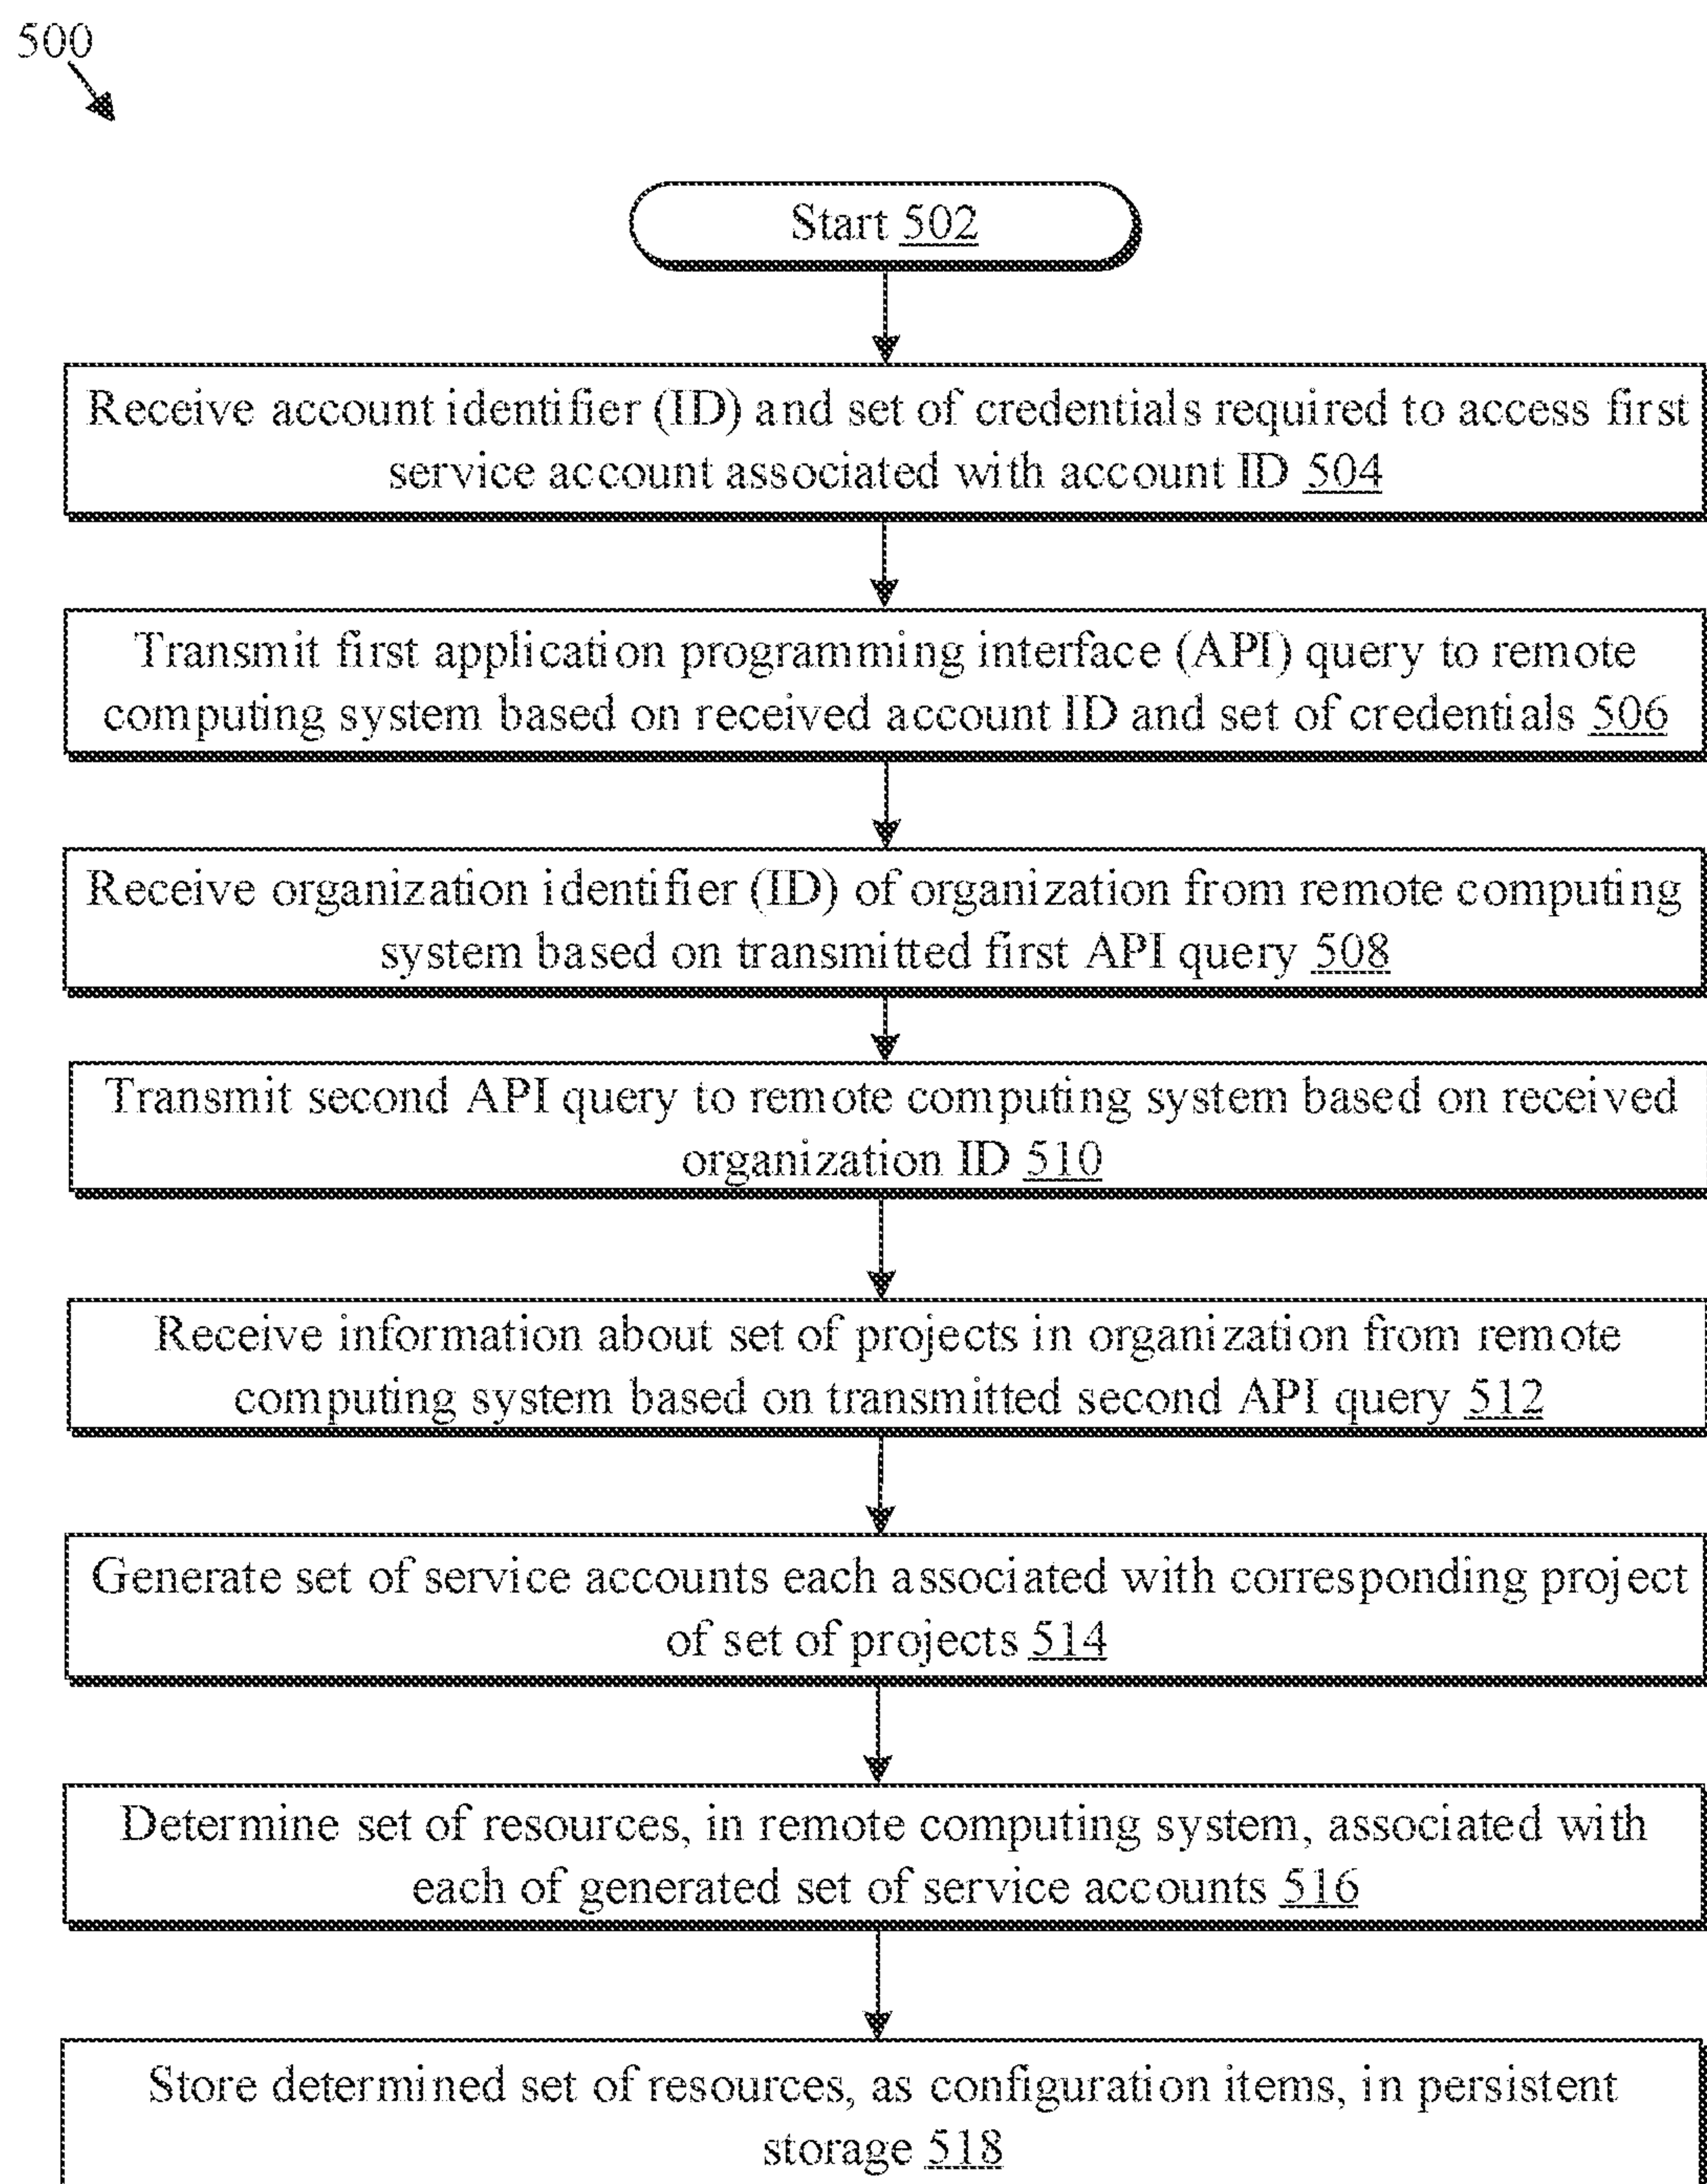 500
Start 502
Receive account identifier (ID) and set of credentials required to access first
service account associated with account ID 504
Transmit first application programming interface (API) query to remote
computing system based on received account ID and set of credentials 506
Receive organization identifier (ID) of organization from remote computing
system based on transmitted first API query 508
Transmit second API query to remote computing system based on received
organization ID 510
Receive information about set of projects in organization from remote
computing system based on transmitted second API query 512
Generate set of service accounts each associated with corresponding project
of set of projects 514
Determine set of resources, in remote computing system, associated with
each of generated set of service accounts 516
Store determined set of resources, as configuration items, in persistent
storage 518